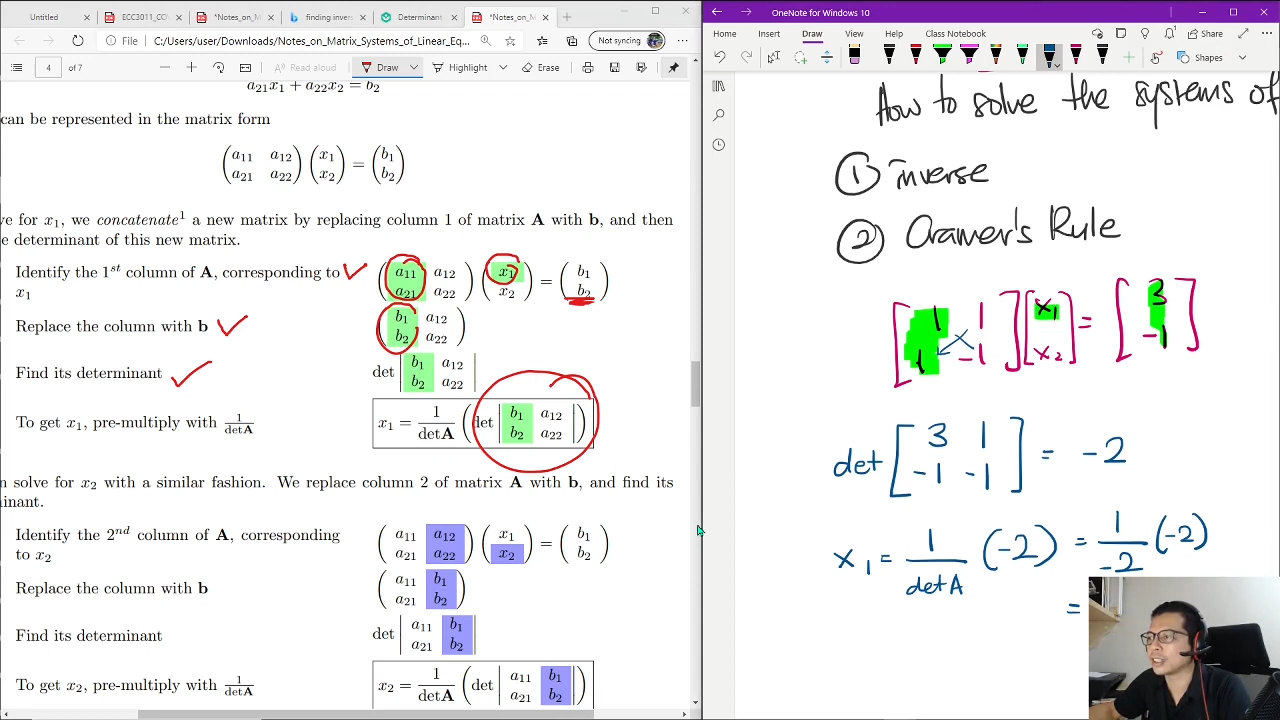 Untitled
ECC3011_CO
*Notes_on_M
finding invers
Determinant
*Notes_on_M
File
C:/Users/user/Downloads/Notes_on_Matrix_Systems_of_Linear_Eq...
Not syncing
4 of 7
Read aloud
Draw
Highlight
Erase
a21x1 + a22x2 = b2
can be represented in the matrix form
(a11 a12) (x1) = (b1)
(a21 a22) (x2) = (b2)
ve for x1, we concatenate1 a new matrix by replacing column 1 of matrix A with b, and then
e determinant of this new matrix.
Identify the 1st column of A, corresponding to
x1
(a11 a12) (x1) = (b1)
(a21 a22) (x2) = (b2)
Replace the column with b
(b1 a12)
(b2 a22)
Find its determinant
det |b1 a12|
|b2 a22|
To get x1, pre-multiply with 1/detA
x1 = 1/detA (det |b1 a12|)
|b2 a22|
n solve for x2 with a similar fashion. We replace column 2 of matrix A with b, and find its
inant.
Identify the 2nd column of A, corresponding
to x2
(a11 a12) (x1) = (b1)
(a21 a22) (x2) = (b2)
Replace the column with b
(a11 b1)
(a21 b2)
Find its determinant
det |a11 b1|
|a21 b2|
To get x2, pre-multiply with 1/detA
x2 = 1/detA (det |a11 b1|)
|a21 b2|
OneNote for Windows 10
Home Insert Draw View Help Class Notebook
Share
Shapes
How to solve the systems of
① inverse
② Cramer's Rule
[1 1] [x1] = [3]
[1 -1] [x2] = [-1]
det [3 1] = -2
[-1 -1]
x1 = 1/detA (-2) = 1/-2 (-2)
=